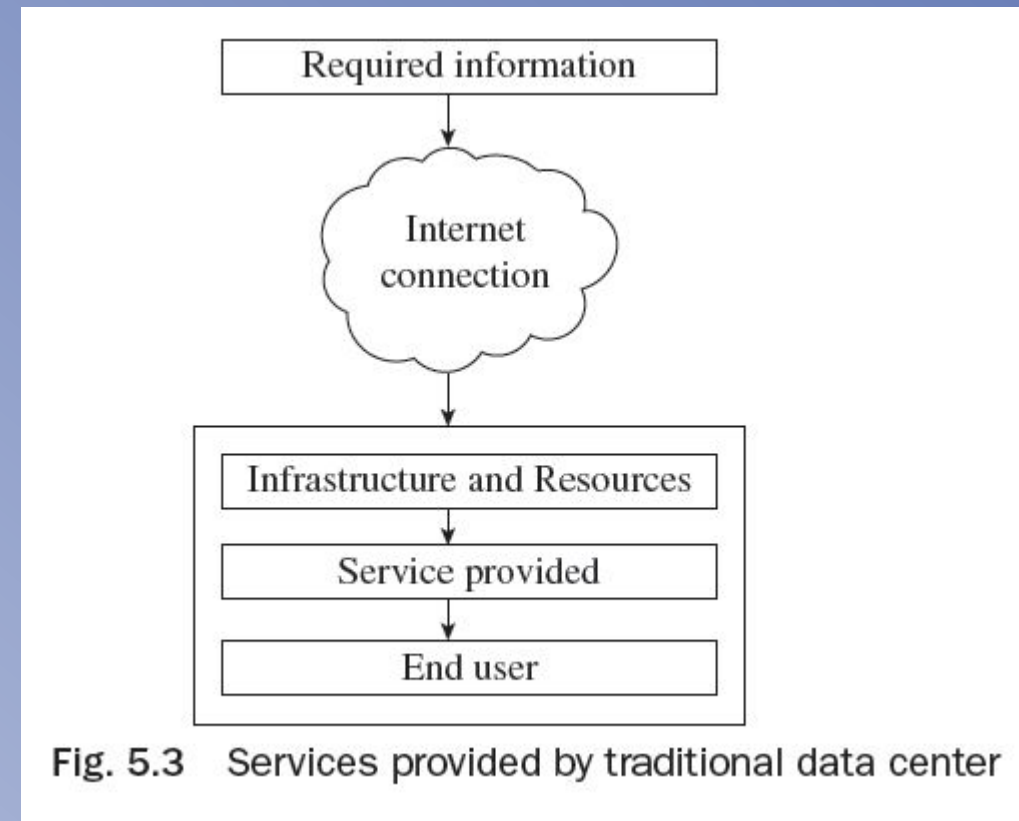 Required information
Internet
connection
Infrastructure and Resources
Service provided
End user
Fig. 5.3 Services provided by traditional data center